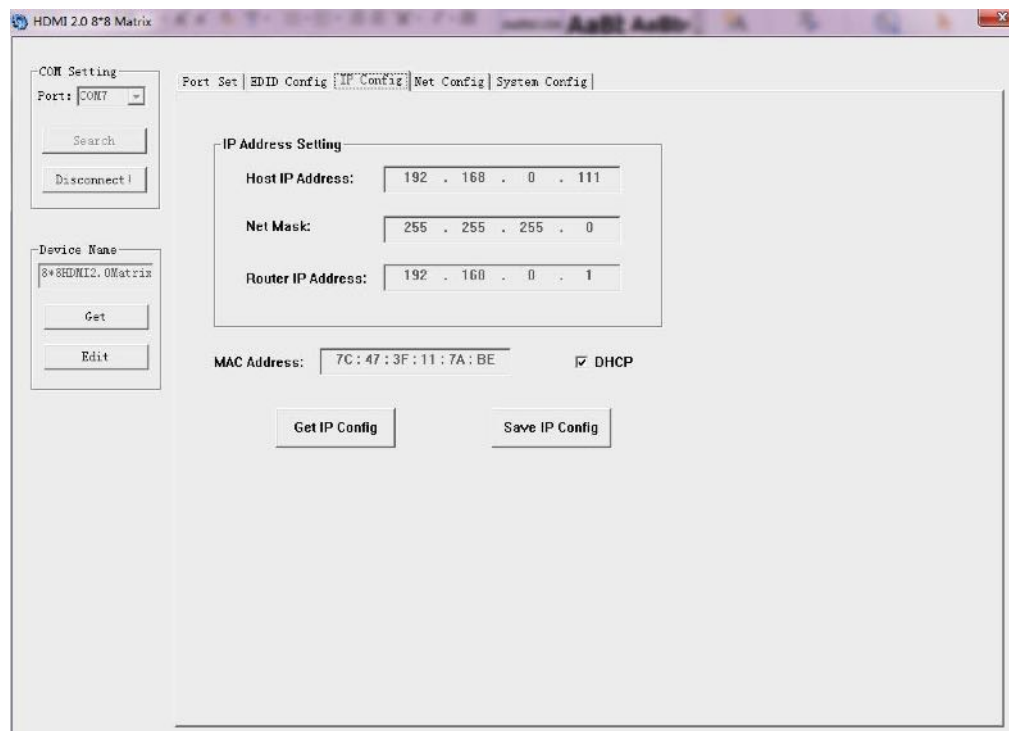 HDMI 2.0 8*8 Matrix
COM Setting
Port: COM7
Search
Disconnect!
Device Name
8*8HDMI2.0Matrix
Get
Edit
Port Set EDID Config IP Config Net Config System Config
IP Address Setting
Host IP Address: 192 . 168 . 0 . 111
Net Mask: 255 . 255 . 255 . 0
Router IP Address: 192 . 168 . 0 . 1
MAC Address: 7C : 47 : 3F : 11 : 7A : BE DHCP
Get IP Config Save IP Config